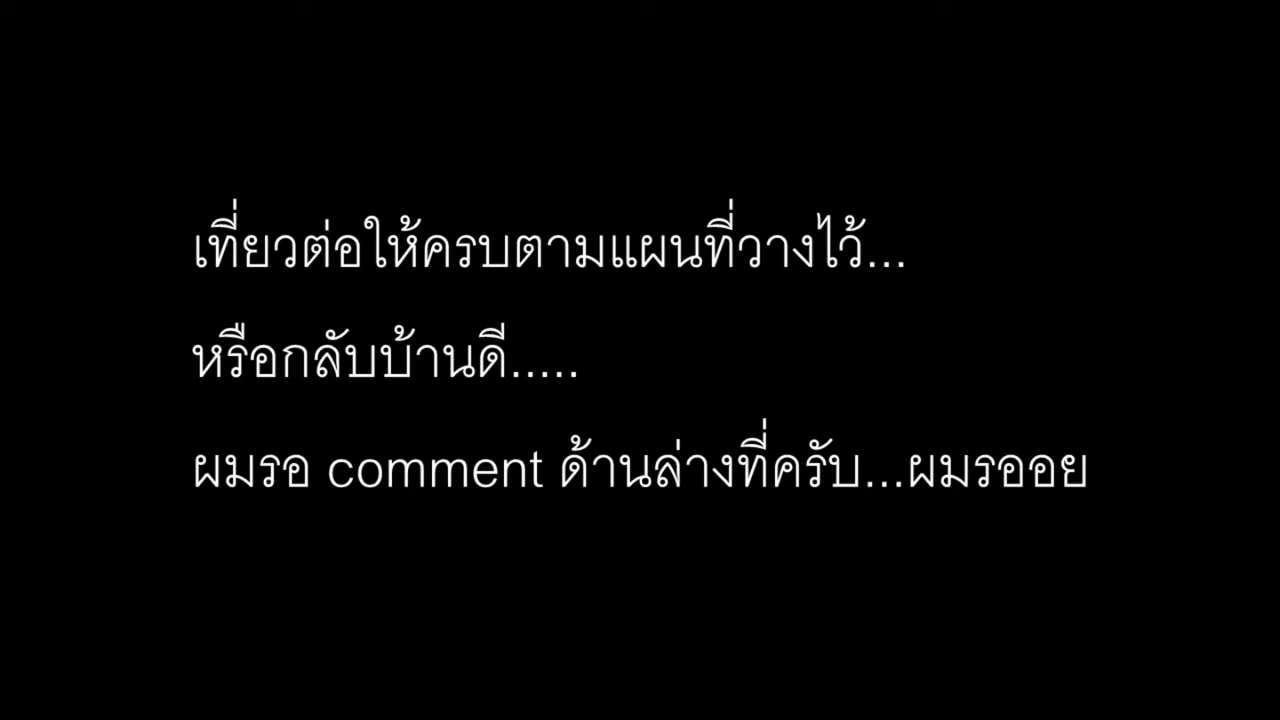 เที่ยวต่อให้ครบตามแผนที่วางไว้...
หรือกลับบ้านดี.....
ผมรอ comment ด้านล่างที่ครับ...ผมรออย